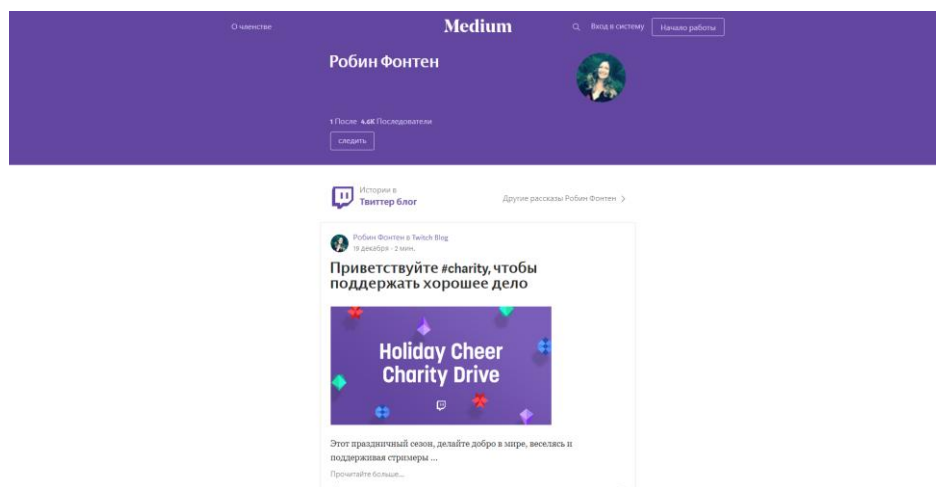 О членстве
Medium
Вход в систему
Начало работы
Робин Фонтен
1 После 4.6K Последователи
следить
Истории в
Твиттер блог
Другие рассказы Робин Фонтен
Робин Фонтен в Twitch Blog
19 декабря · 2 мин.
Приветствуйте #charity, чтобы
поддержать хорошее дело
Holiday Cheer
Charity Drive
Этот праздничный сезон, делайте добро в мире, веселясь и
поддерживая стримеры ...
Прочитайте больше...